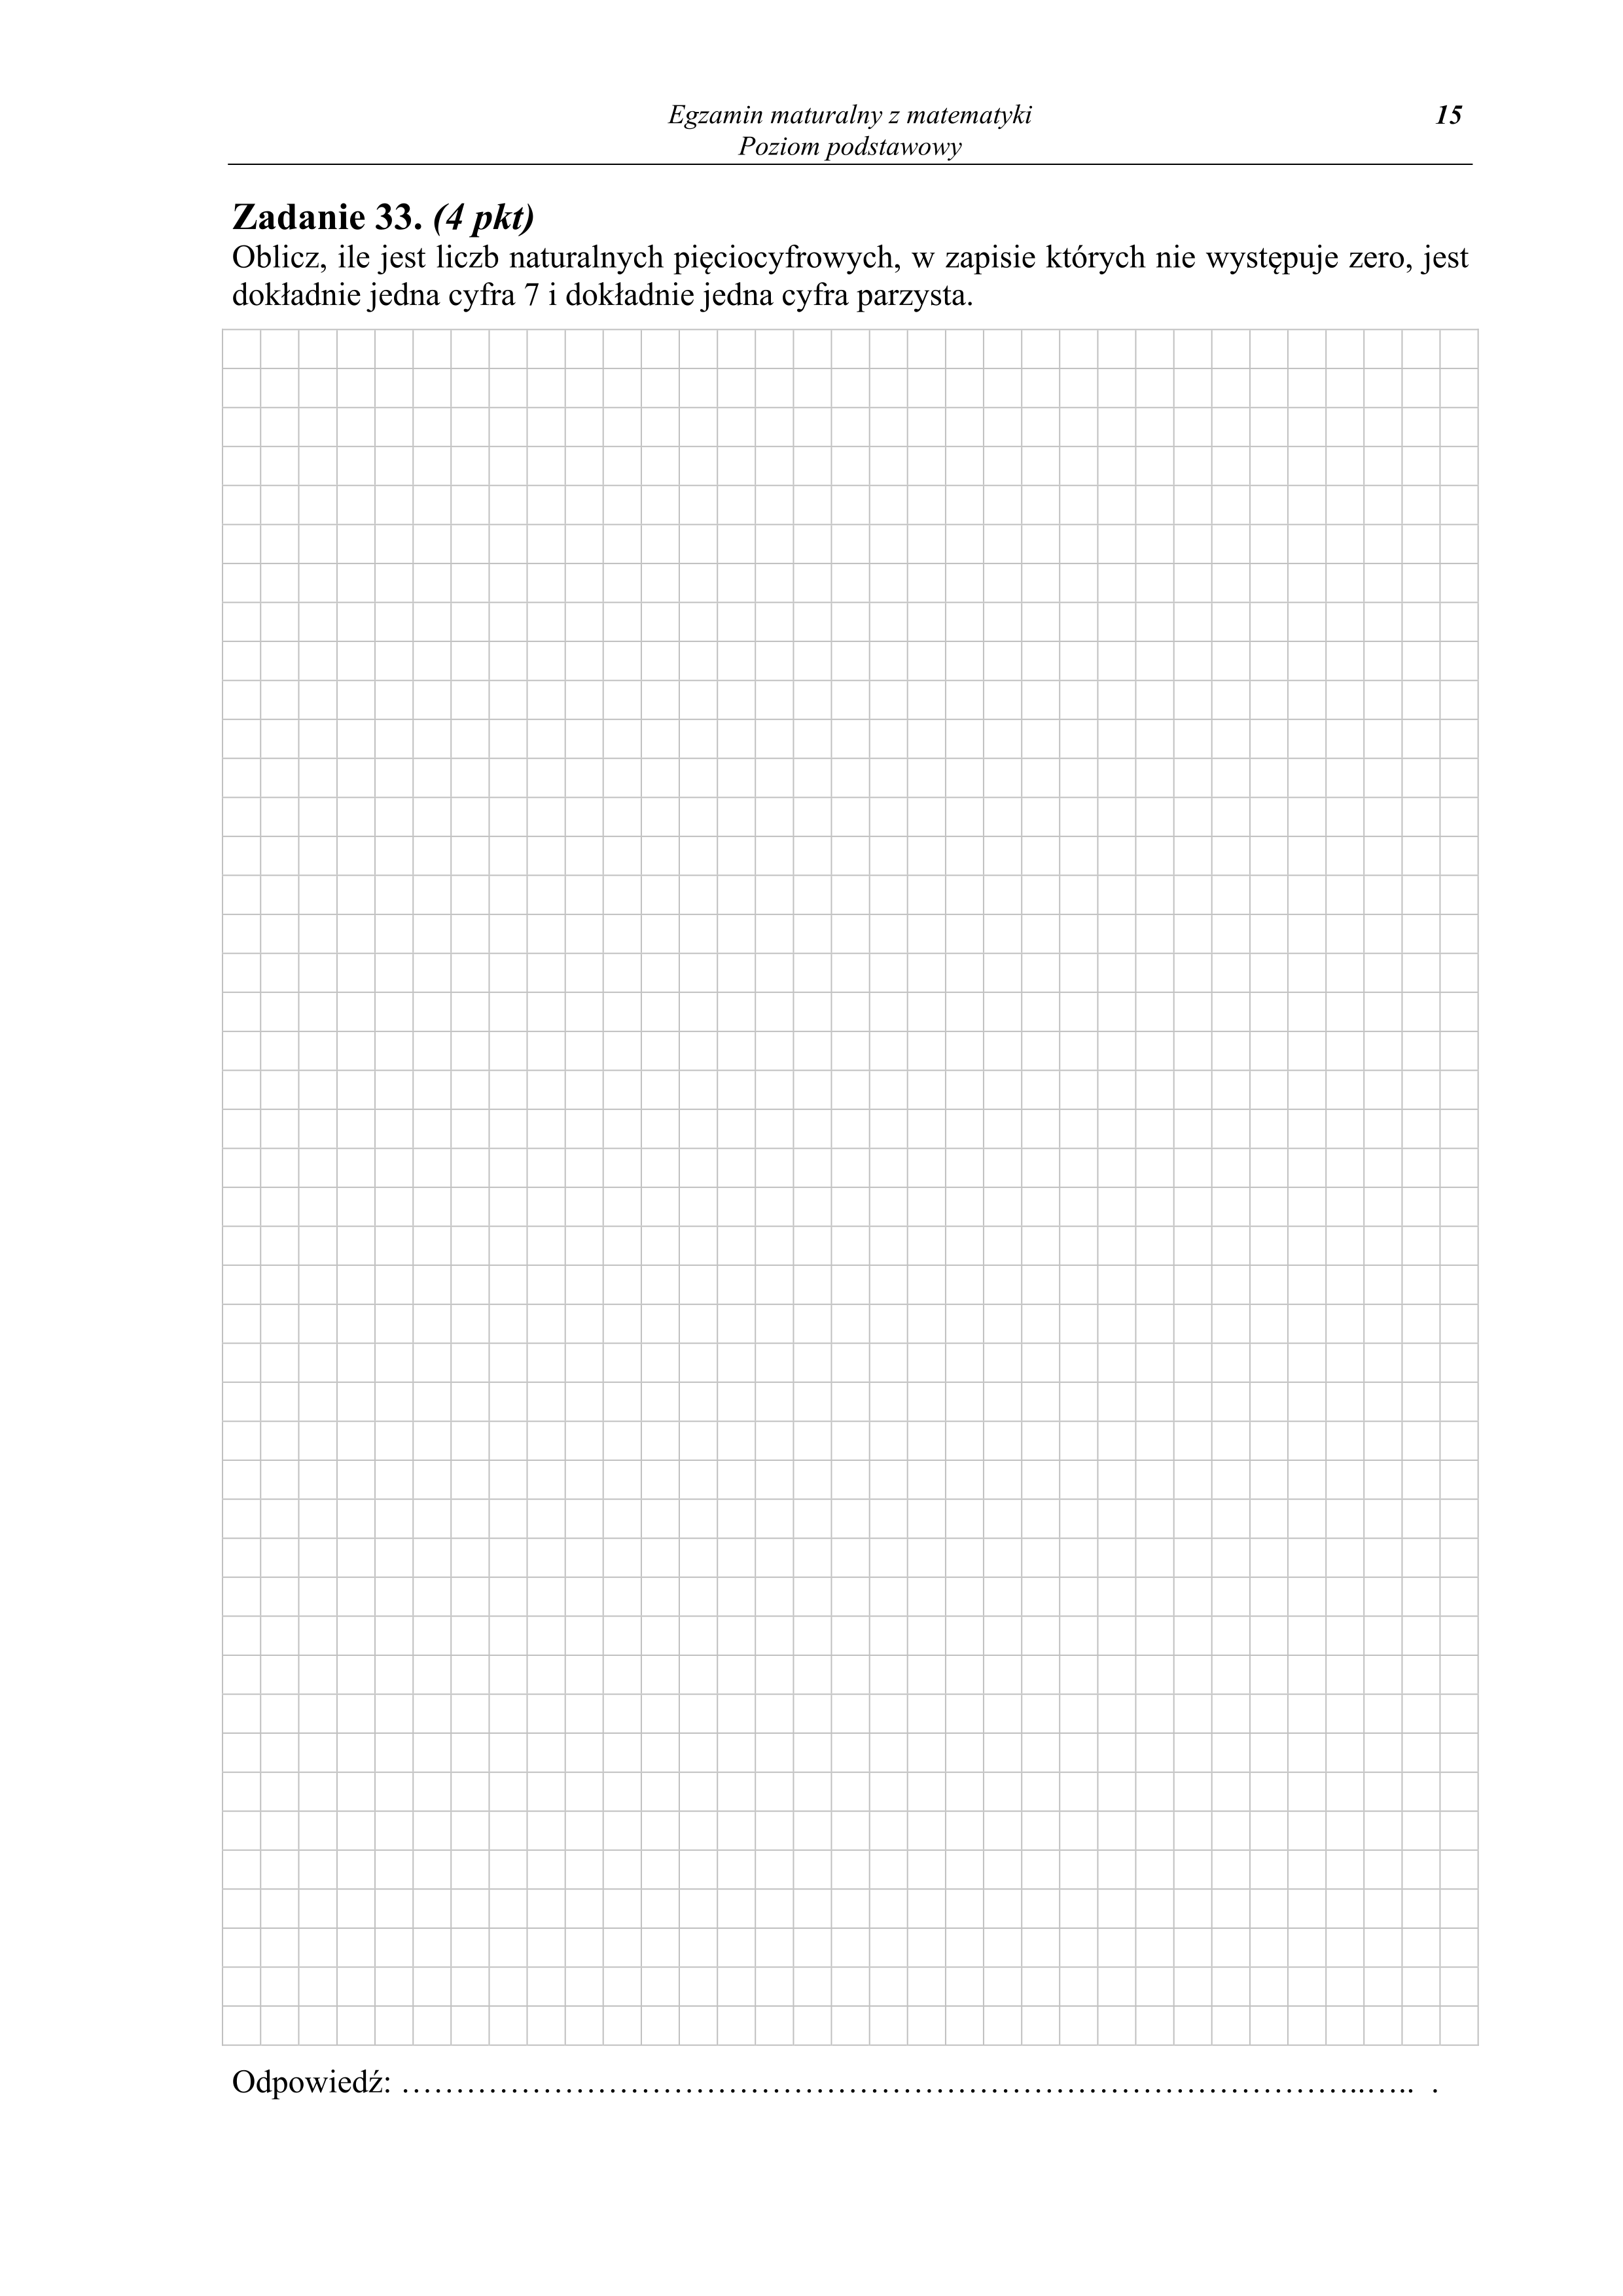 Egzamin maturalny z matematyki 15
Poziom podstawowy
Zadanie 33. (4 pkt)
Oblicz, ile jest liczb naturalnych pięciocyfrowych, w zapisie których nie występuje zero, jest
dokładnie jedna cyfra 7 i dokładnie jedna cyfra parzysta.
Odpowiedź: ……………………………………………………………………………...….. .